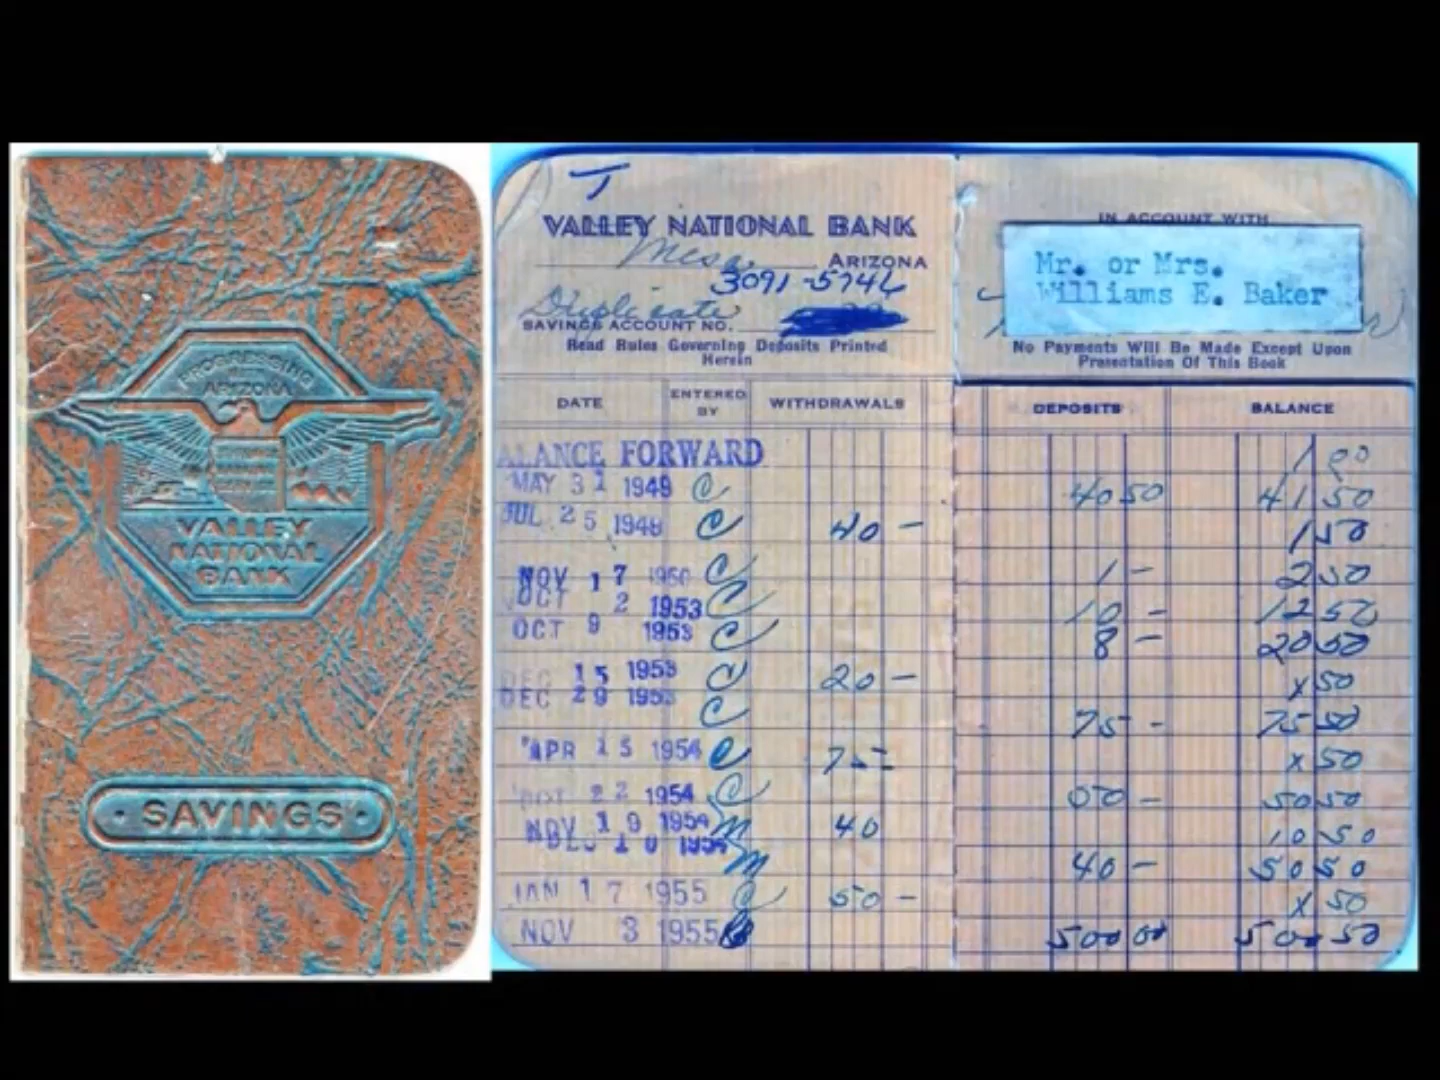 PROGRESSING
ARIZONA
VALLEY
NATIONAL
BANK
SAVINGS
T
VALLEY NATIONAL BANK
Mesa ARIZONA
3091-5746
Duplicate
SAVINGS ACCOUNT NO.
Read Rules Governing Deposits Printed
Herein
IN ACCOUNT WITH
Mr. or Mrs.
Williams E. Baker
No Payments Will Be Made Except Upon
Presentation Of This Book
DATE ENTERED BY WITHDRAWALS DEPOSITS BALANCE
ALANCE FORWARD 1 00
MAY 31 1949 C 40 50 41 50
JUL 25 1949 C 40 - 1 50
NOV 17 1950 C 1 - 2 50
OCT 2 1953 C 10 - 12 50
OCT 9 1953 C 8 - 20 50
DEC 15 1953 C 20 - x 50
DEC 29 1953 C 75 - 75 50
APR 15 1954 C 75 - x 50
OCT 22 1954 C 50 - 50 50
NOV 19 1954 M 40 10 50
DEC 10 1954 M 40 - 50 50
JAN 17 1955 C 50 - x 50
NOV 3 1955 500 00 500 50